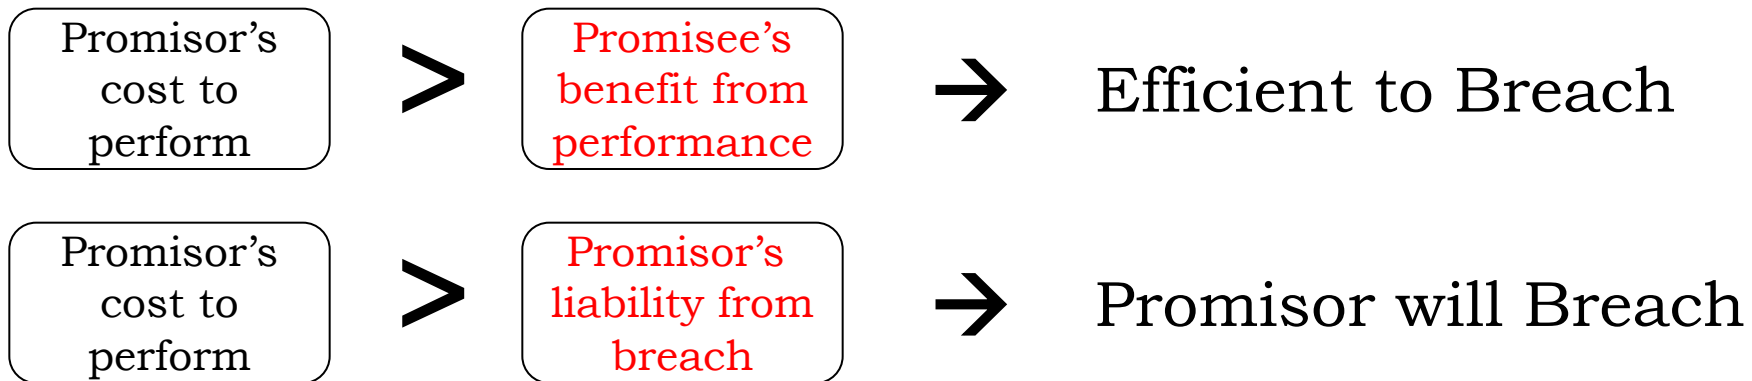 Promisor’s
cost to
perform
>
Promisee’s
benefit from
performance
→
Efficient to Breach
Promisor’s
cost to
perform
>
Promisor’s
liability from
breach
→
Promisor will Breach